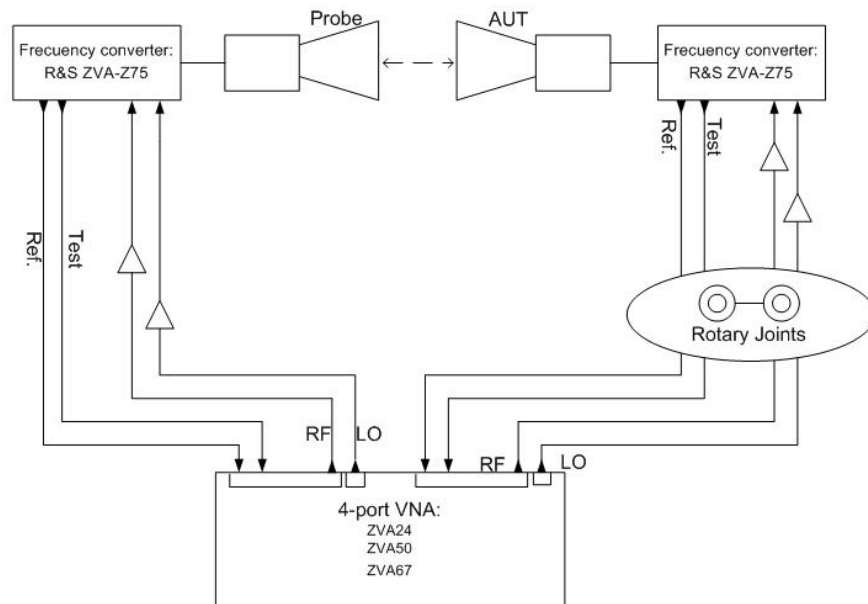 Probe
AUT
Frecuency converter:
R&S ZVA-Z75
Frecuency converter:
R&S ZVA-Z75
Ref.
Test
Ref.
Test
Rotary Joints
RF
LO
RF
LO
4-port VNA:
ZVA24
ZVA50
ZVA67